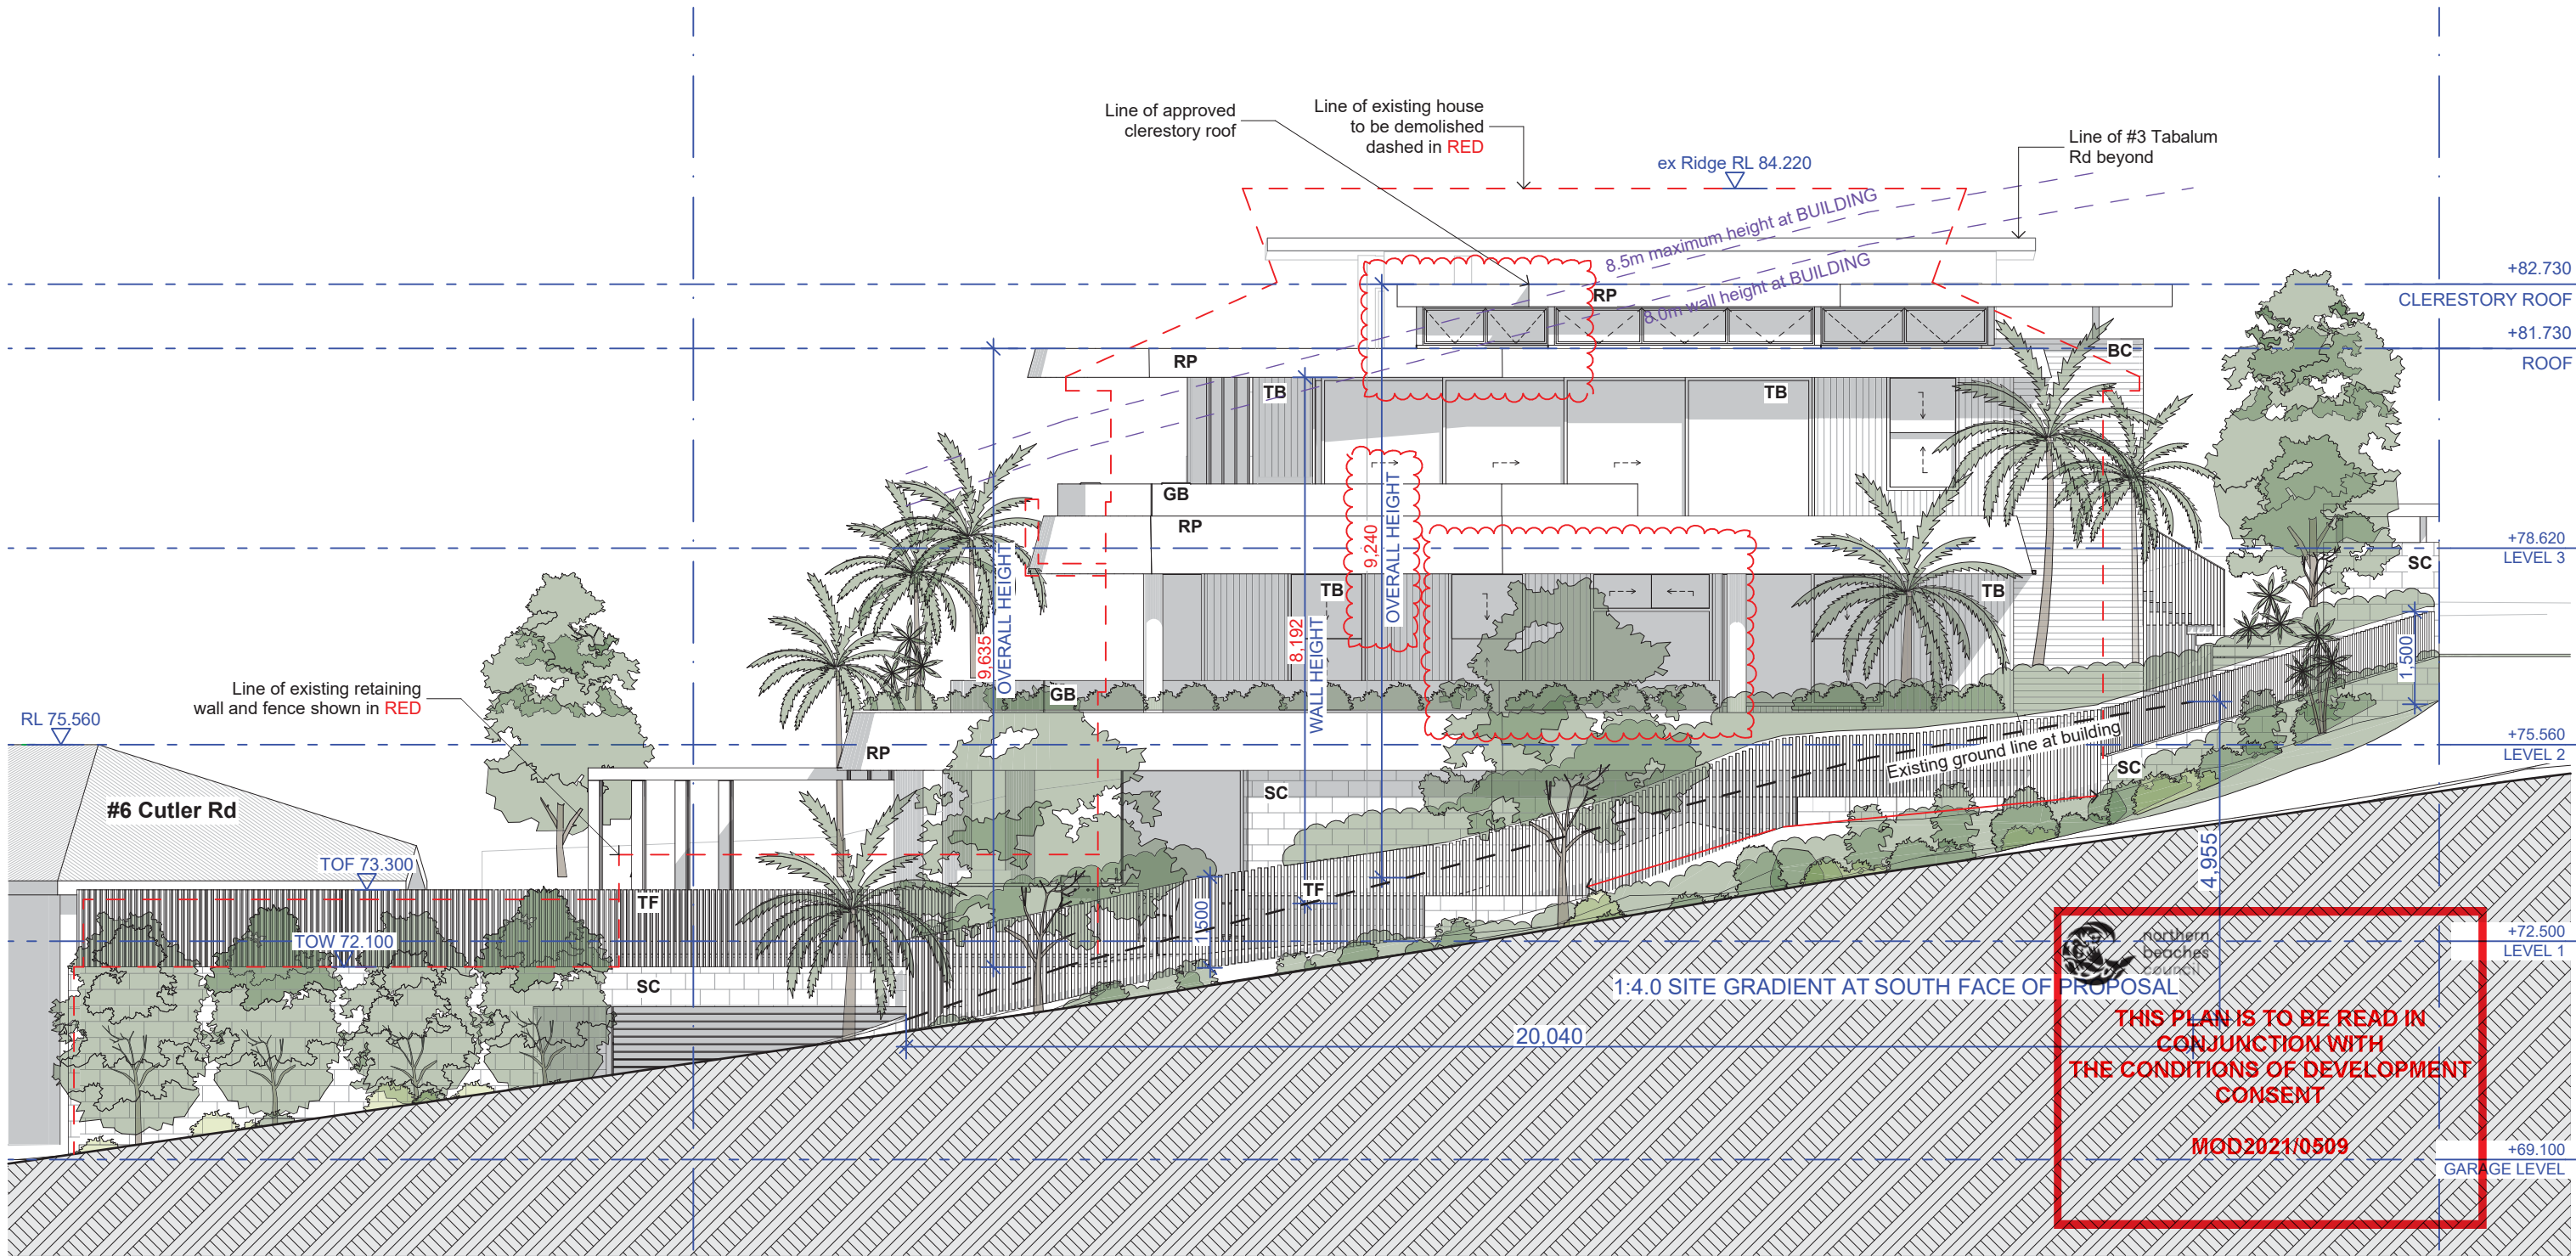 Line of approved
clerestory roof
Line of existing house
to be demolished
dashed in RED
ex Ridge RL 84.220
Line of #3 Tabalum
Rd beyond
8.5m maximum height at BUILDING
8.0m wall height at BUILDING
+82.730
CLERESTORY ROOF
+81.730
ROOF
RP
RP
BC
TB
TB
GB
RP
9,240
OVERALL HEIGHT
+78.620
LEVEL 3
SC
TB
TB
9,635
OVERALL HEIGHT
8,192
WALL HEIGHT
1,500
Line of existing retaining
wall and fence shown in RED
GB
RL 75.560
RP
Existing ground line at building
+75.560
LEVEL 2
SC
SC
#6 Cutler Rd
TOF 73.300
4,955
TF
TF
1,500
TOW 72.100
+72.500
LEVEL 1
SC
northern
beaches
council
1:4.0 SITE GRADIENT AT SOUTH FACE OF PROPOSAL
20,040
THIS PLAN IS TO BE READ IN
CONJUNCTION WITH
THE CONDITIONS OF DEVELOPMENT
CONSENT
MOD2021/0509
+69.100
GARAGE LEVEL